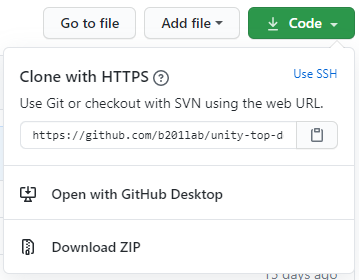 Go to file
Add file
Code
Clone with HTTPS
Use SSH
Use Git or checkout with SVN using the web URL.
https://github.com/b201lab/unity-top-d
Open with GitHub Desktop
Download ZIP
15 days ago